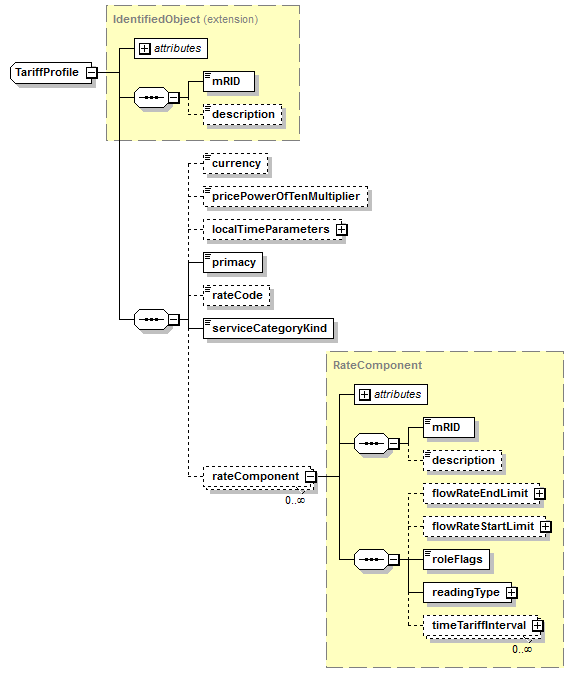 IdentifiedObject (extension)
attributes
TariffProfile
mRID
description
currency
pricePowerOfTenMultiplier
localTimeParameters
primacy
rateCode
serviceCategoryKind
RateComponent
attributes
mRID
description
rateComponent
0..∞
flowRateEndLimit
flowRateStartLimit
roleFlags
readingType
timeTariffInterval
0..∞